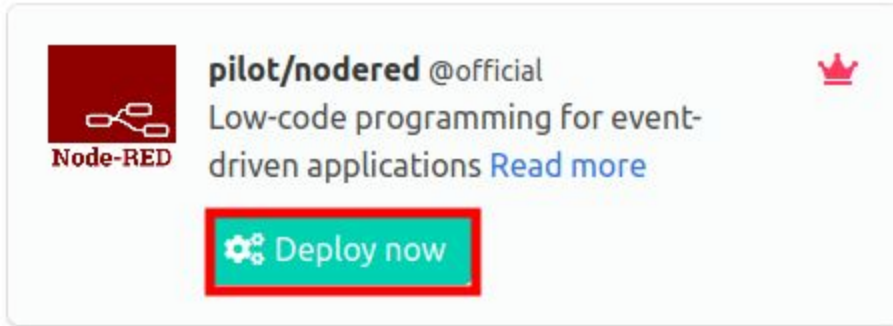 Node-RED
pilot/nodered @official
Low-code programming for event-
driven applications Read more
Deploy now